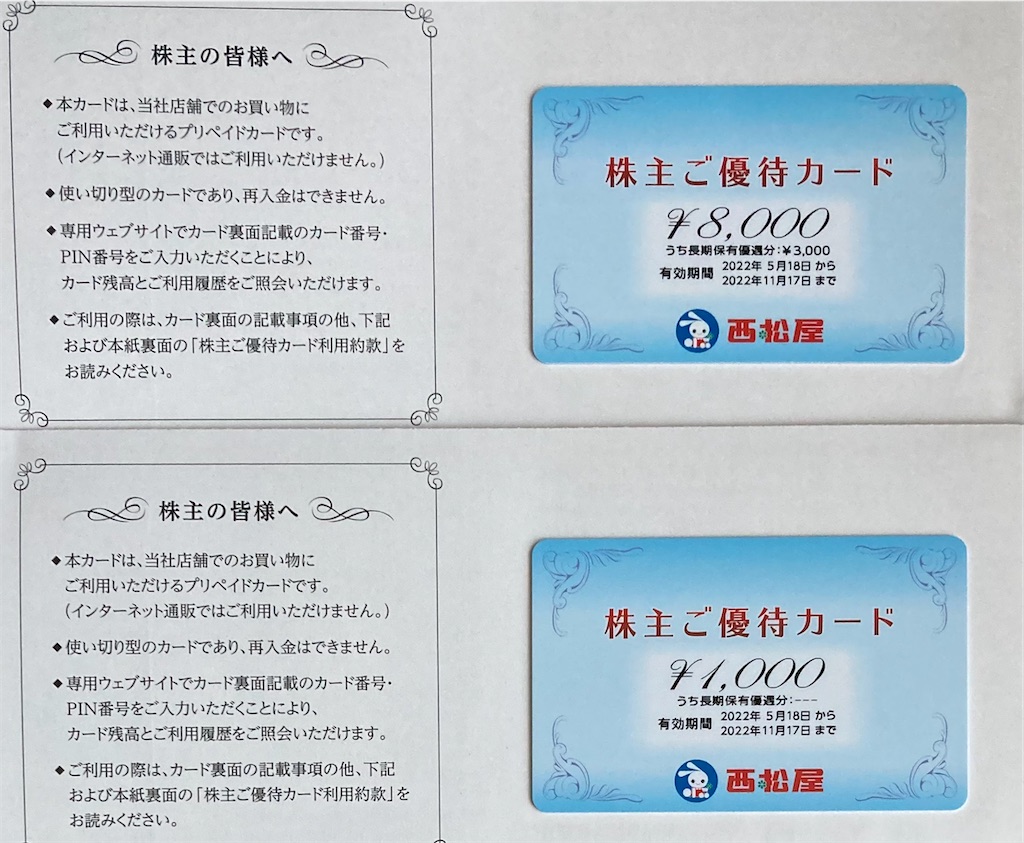 株主の皆様へ
◆本カードは、当社店舗でのお買い物に
ご利用いただけるプリペイドカードです。
(インターネット通販ではご利用いただけません。)
◆使い切り型のカードであり、再入金はできません。
◆専用ウェブサイトでカード裏面記載のカード番号・
PIN番号をご入力いただくことにより、
カード残高とご利用履歴をご照会いただけます。
◆ご利用の際は、カード裏面の記載事項の他、下記
および本紙裏面の「株主ご優待カード利用約款」を
お読みください。
株主ご優待カード
¥8,000
うち長期保有優遇分:¥3,000
有効期間
2022年 5月18日 から
2022年11月17日 まで
西松屋
株主の皆様へ
◆本カードは、当社店舗でのお買い物に
ご利用いただけるプリペイドカードです。
(インターネット通販ではご利用いただけません。)
◆使い切り型のカードであり、再入金はできません。
◆専用ウェブサイトでカード裏面記載のカード番号・
PIN番号をご入力いただくことにより、
カード残高とご利用履歴をご照会いただけます。
◆ご利用の際は、カード裏面の記載事項の他、下記
および本紙裏面の「株主ご優待カード利用約款」を
お読みください。
株主ご優待カード
¥1,000
うち長期保有優遇分:---
有効期間
2022年 5月18日 から
2022年11月17日 まで
西松屋